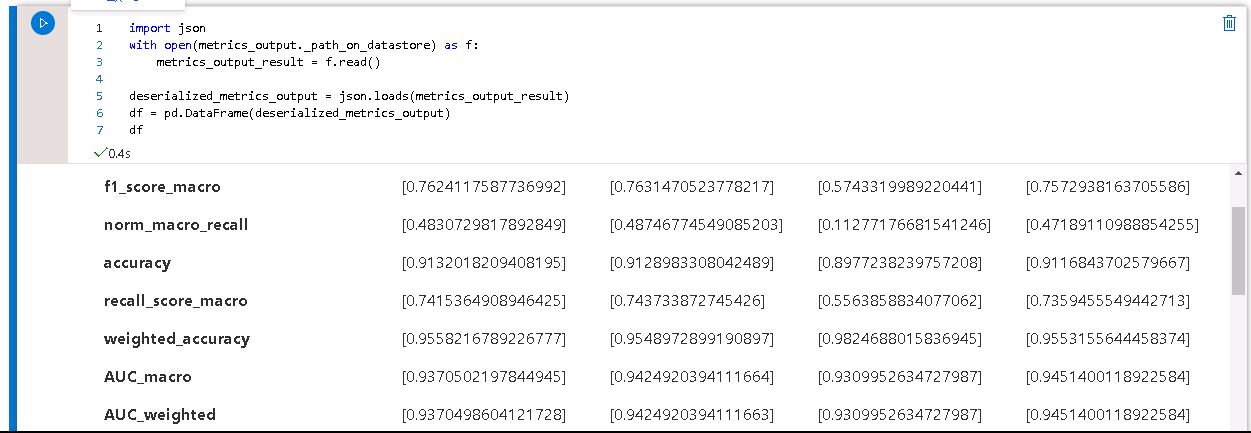 1 import json
2 with open(metrics_output._path_on_datastore) as f:
3     metrics_output_result = f.read()
4
5 deserialized_metrics_output = json.loads(metrics_output_result)
6 df = pd.DataFrame(deserialized_metrics_output)
7 df
0.4s
f1_score_macro [0.7624117587736992] [0.7631470523778217] [0.5743319989220441] [0.7572938163705586]
norm_macro_recall [0.4830729817892849] [0.48746774549085203] [0.11277176681541246] [0.47189110988854255]
accuracy [0.9132018209408195] [0.9128983308042489] [0.8977238239757208] [0.9116843702579667]
recall_score_macro [0.7415364908946425] [0.743733872745426] [0.5563858834077062] [0.7359455549442713]
weighted_accuracy [0.9558216789226777] [0.9548972899190897] [0.9824688015836945] [0.9553155644458374]
AUC_macro [0.9370502197844945] [0.9424920394111664] [0.9309952634727987] [0.9451400118922584]
AUC_weighted [0.9370498604121728] [0.9424920394111663] [0.9309952634727987] [0.9451400118922584]